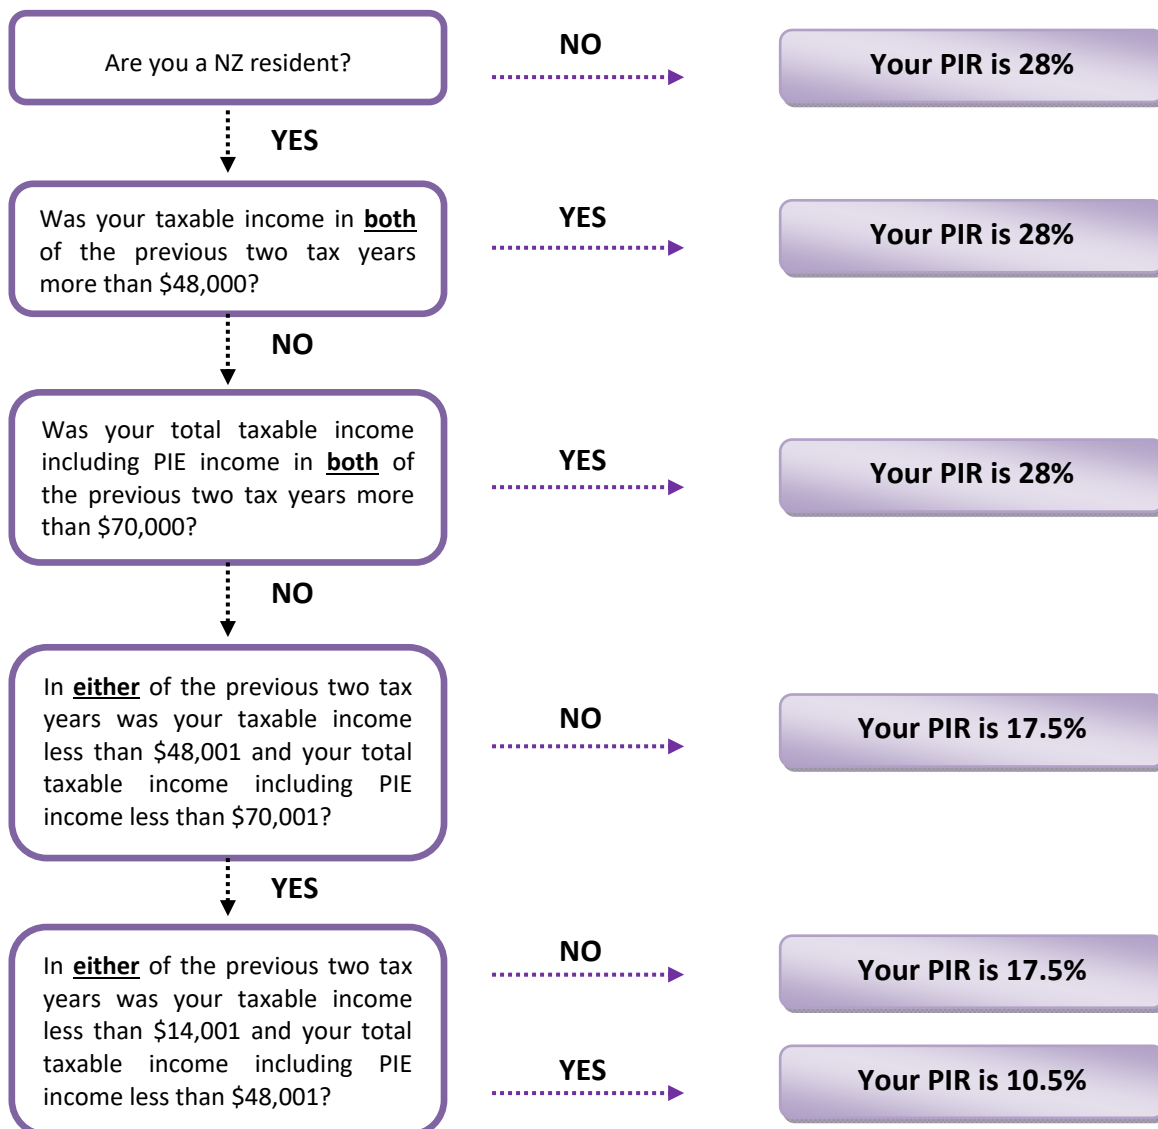 Are you a NZ resident?
NO
Your PIR is 28%
YES
Was your taxable income in both
of the previous two tax years
more than $48,000?
YES
Your PIR is 28%
NO
Was your total taxable income
including PIE income in both of
the previous two tax years more
than $70,000?
YES
Your PIR is 28%
NO
In either of the previous two tax
years was your taxable income
less than $48,001 and your total
taxable income including PIE
income less than $70,001?
NO
Your PIR is 17.5%
YES
In either of the previous two tax
years was your taxable income
less than $14,001 and your total
taxable income including PIE
income less than $48,001?
NO
Your PIR is 17.5%
YES
Your PIR is 10.5%